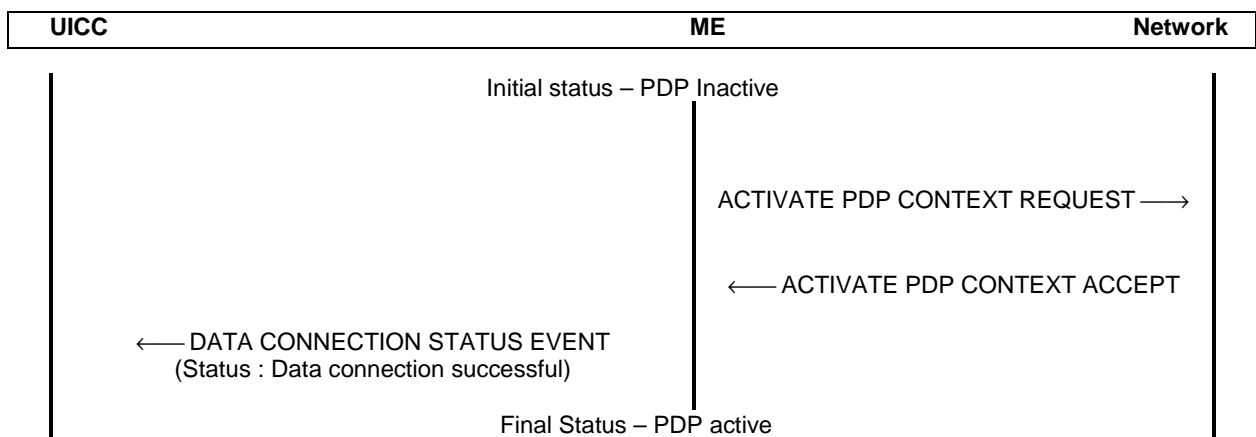 UICC ME Network
Initial status – PDP Inactive
ACTIVATE PDP CONTEXT REQUEST ⟶
⟵ ACTIVATE PDP CONTEXT ACCEPT
⟵ DATA CONNECTION STATUS EVENT
(Status : Data connection successful)
Final Status – PDP active